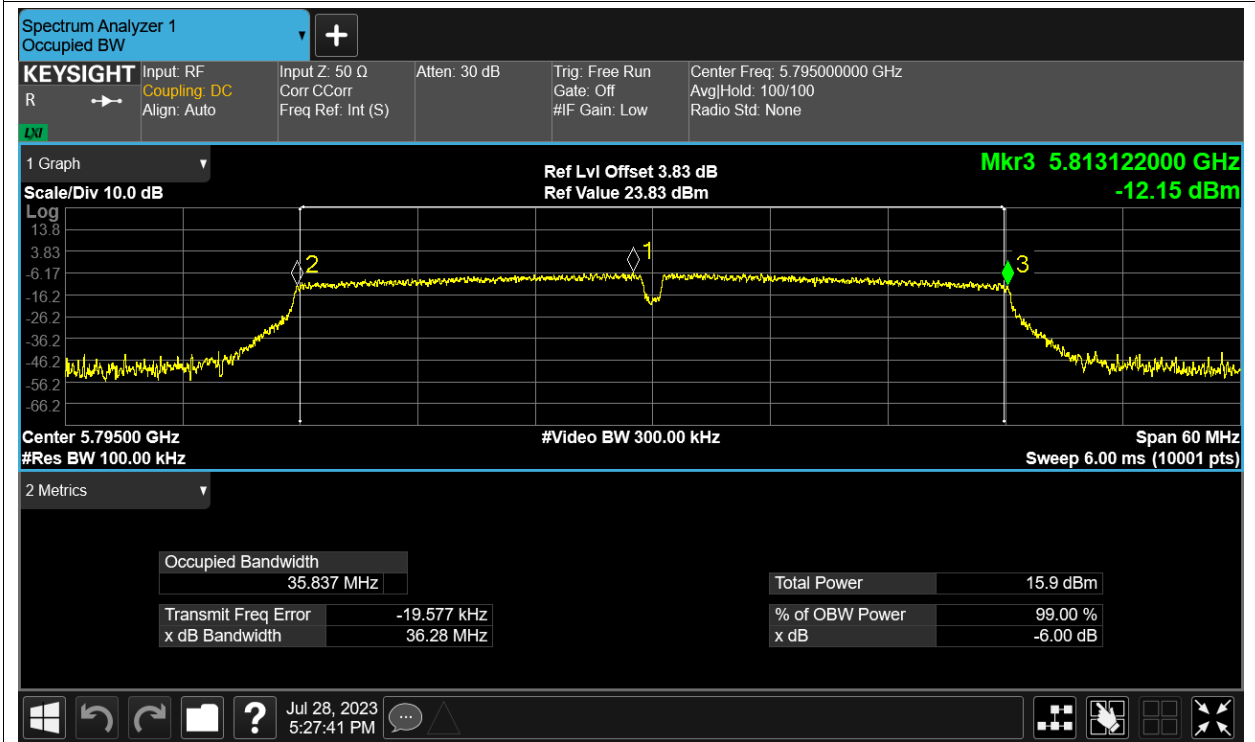 Spectrum Analyzer 1
Occupied BW
▼
+
KEYSIGHT
R
LXI
Input: RF
Coupling: DC
Align: Auto
Input Z: 50 Ω
Corr CCorr
Freq Ref: Int (S)
Atten: 30 dB
Trig: Free Run
Gate: Off
#IF Gain: Low
Center Freq: 5.795000000 GHz
Avg|Hold: 100/100
Radio Std: None
1 Graph ▼
Scale/Div 10.0 dB
Ref Lvl Offset 3.83 dB
Ref Value 23.83 dBm
Mkr3 5.813122000 GHz
-12.15 dBm
Log
13.8
3.83
-6.17
-16.2
-26.2
-36.2
-46.2
-56.2
-66.2
2
1
3
Center 5.79500 GHz
#Res BW 100.00 kHz
#Video BW 300.00 kHz
Span 60 MHz
Sweep 6.00 ms (10001 pts)
2 Metrics ▼
Occupied Bandwidth
35.837 MHz
Transmit Freq Error -19.577 kHz
x dB Bandwidth 36.28 MHz
Total Power 15.9 dBm
% of OBW Power 99.00 %
x dB -6.00 dB
?
Jul 28, 2023
5:27:41 PM